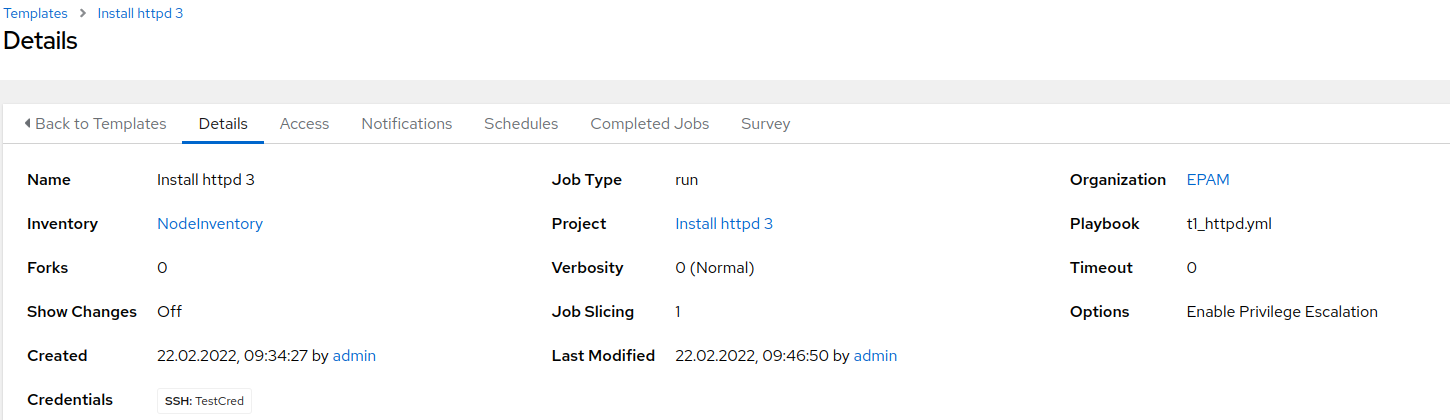 Templates > Install httpd 3
Details
Back to Templates Details Access Notifications Schedules Completed Jobs Survey
Name Install httpd 3 Job Type run Organization EPAM
Inventory NodeInventory Project Install httpd 3 Playbook t1_httpd.yml
Forks 0 Verbosity 0 (Normal) Timeout 0
Show Changes Off Job Slicing 1 Options Enable Privilege Escalation
Created 22.02.2022, 09:34:27 by admin Last Modified 22.02.2022, 09:46:50 by admin
Credentials SSH: TestCred